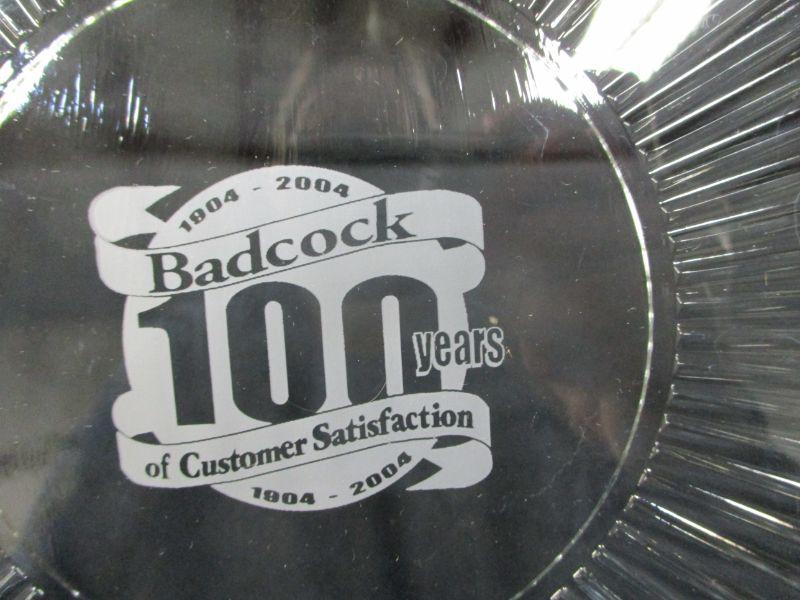 1904 - 2004
Badcock
100
years
of Customer Satisfaction
1904 - 2004